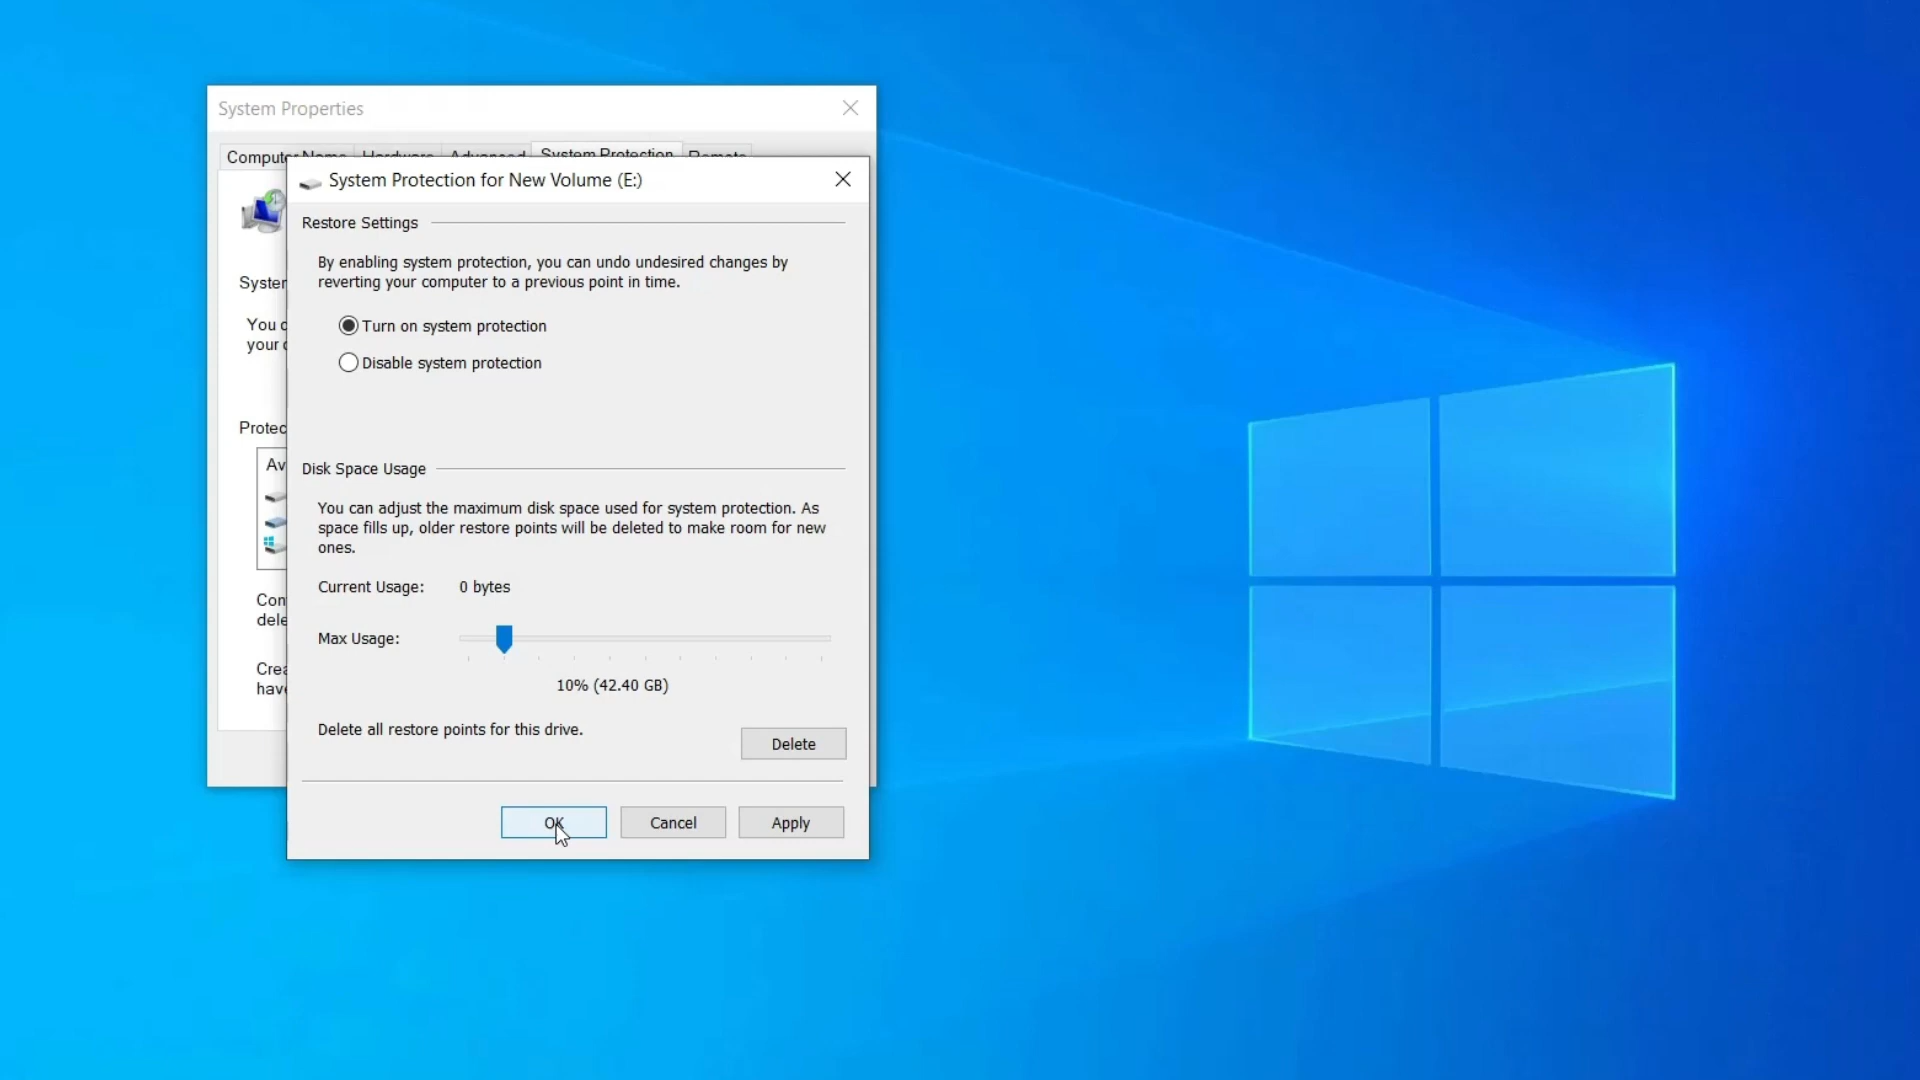 System Properties
System Protection
System Protection for New Volume (E:)
Restore Settings
By enabling system protection, you can undo undesired changes by
reverting your computer to a previous point in time.
Turn on system protection
Disable system protection
Disk Space Usage
You can adjust the maximum disk space used for system protection. As
space fills up, older restore points will be deleted to make room for new
ones.
Current Usage: 0 bytes
Max Usage:
10% (42.40 GB)
Delete all restore points for this drive.
Delete
OK Cancel Apply